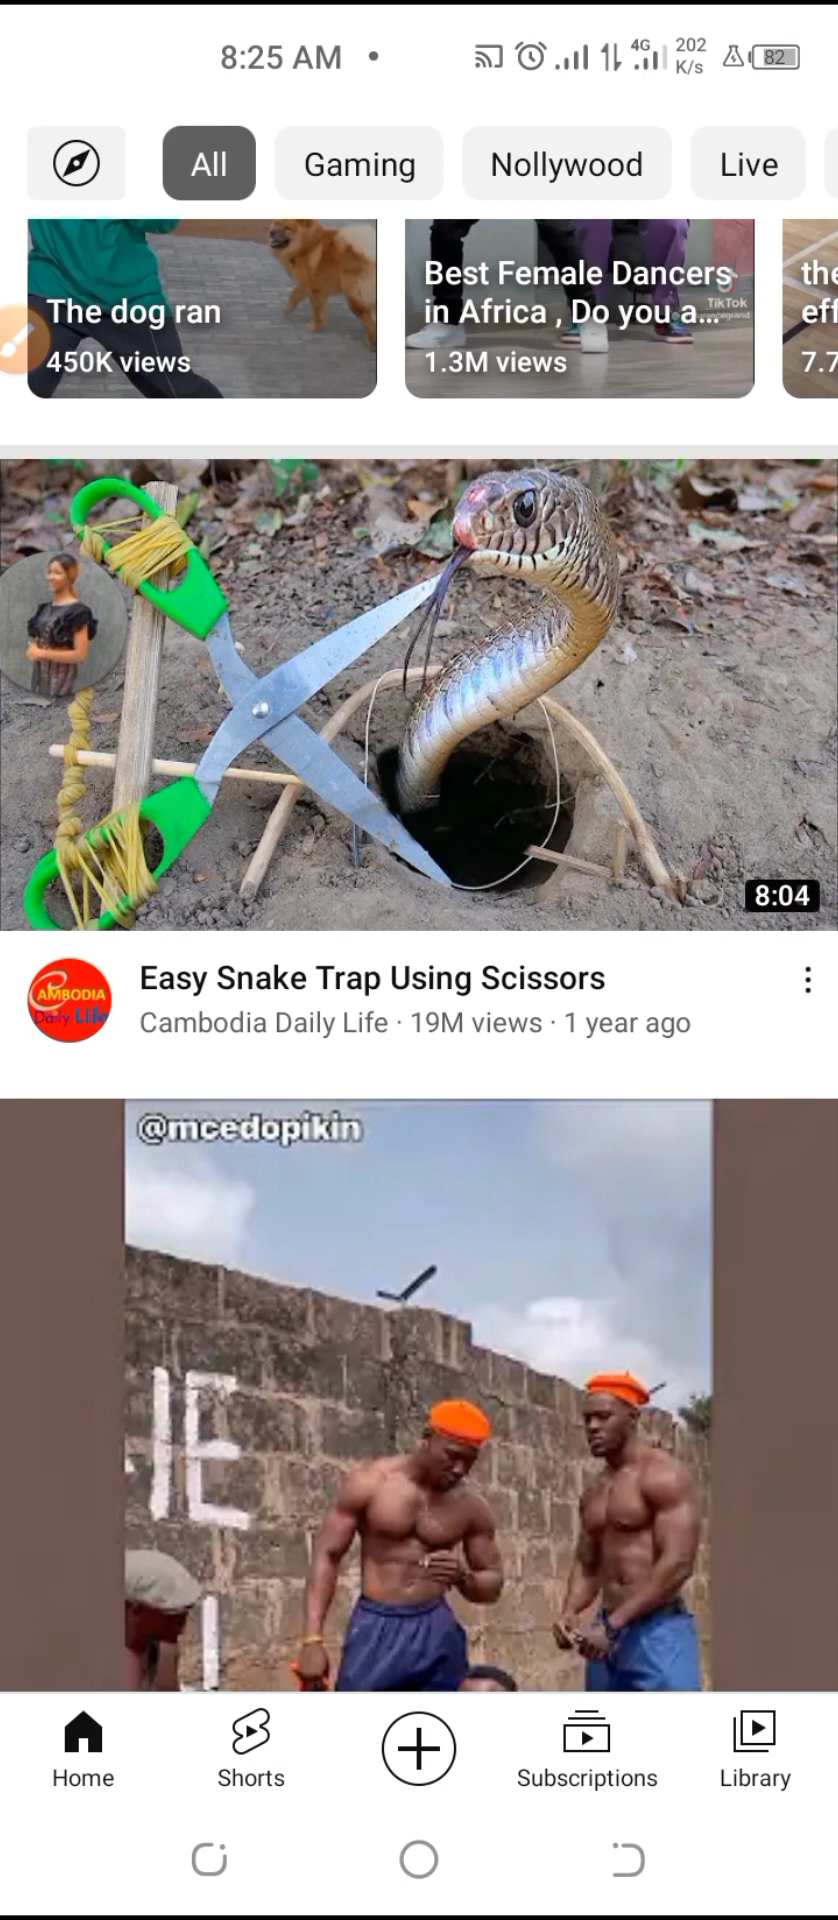 8:25 AM
4G
202
K/s
82
All
Gaming
Nollywood
Live
The dog ran
450K views
Best Female Dancers
in Africa , Do you a...
1.3M views
TikTok
the
eff
7.7
8:04
CAMBODIA
Daily Life
Easy Snake Trap Using Scissors
Cambodia Daily Life · 19M views · 1 year ago
@mcedopikin
IE
Home
Shorts
Subscriptions
Library